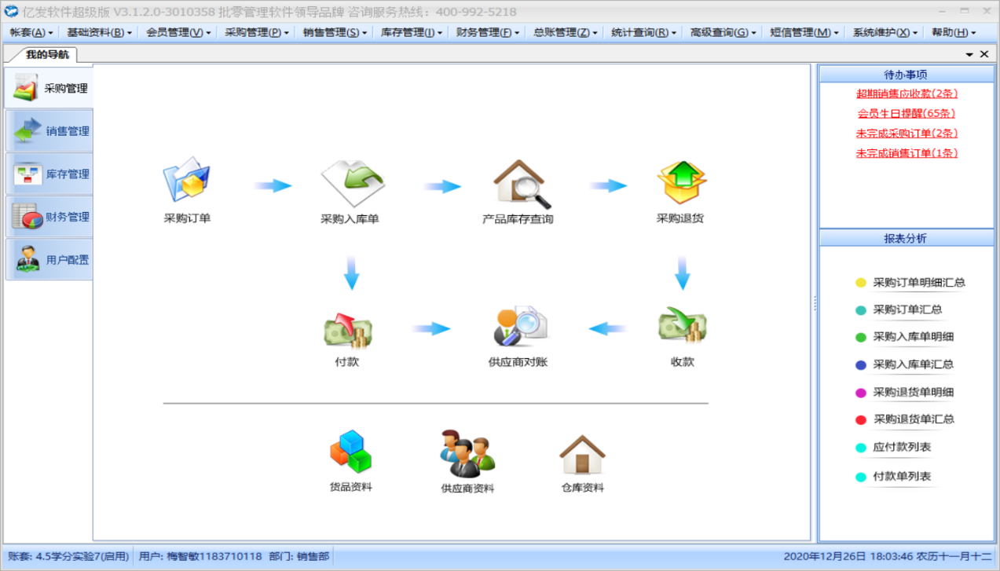 亿发软件超级版 V3.1.2.0-3010358 批零管理软件领导品牌 咨询服务热线：400-992-5218
帐套(A) 基础资料(B) 会员管理(V) 采购管理(P) 销售管理(S) 库存管理(I) 财务管理(F) 总账管理(Z) 统计查询(R) 高级查询(G) 短信管理(M) 系统维护(X) 帮助(H)
我的导航
采购管理
销售管理
库存管理
财务管理
用户配置
采购订单 采购入库单 产品库存查询 采购退货
付款 供应商对账 收款
货品资料 供应商资料 仓库资料
待办事项
超期销售应收款(2条)
会员生日提醒(65条)
未完成采购订单(2条)
未完成销售订单(1条)
报表分析
采购订单明细汇总
采购订单汇总
采购入库单明细
采购入库单汇总
采购退货单明细
采购退货单汇总
应付款列表
付款单列表
账套: 4.5学分实验7(启用) 用户: 梅智敏1183710118 部门: 销售部 2020年12月26日 18:03:46 农历十一月十二